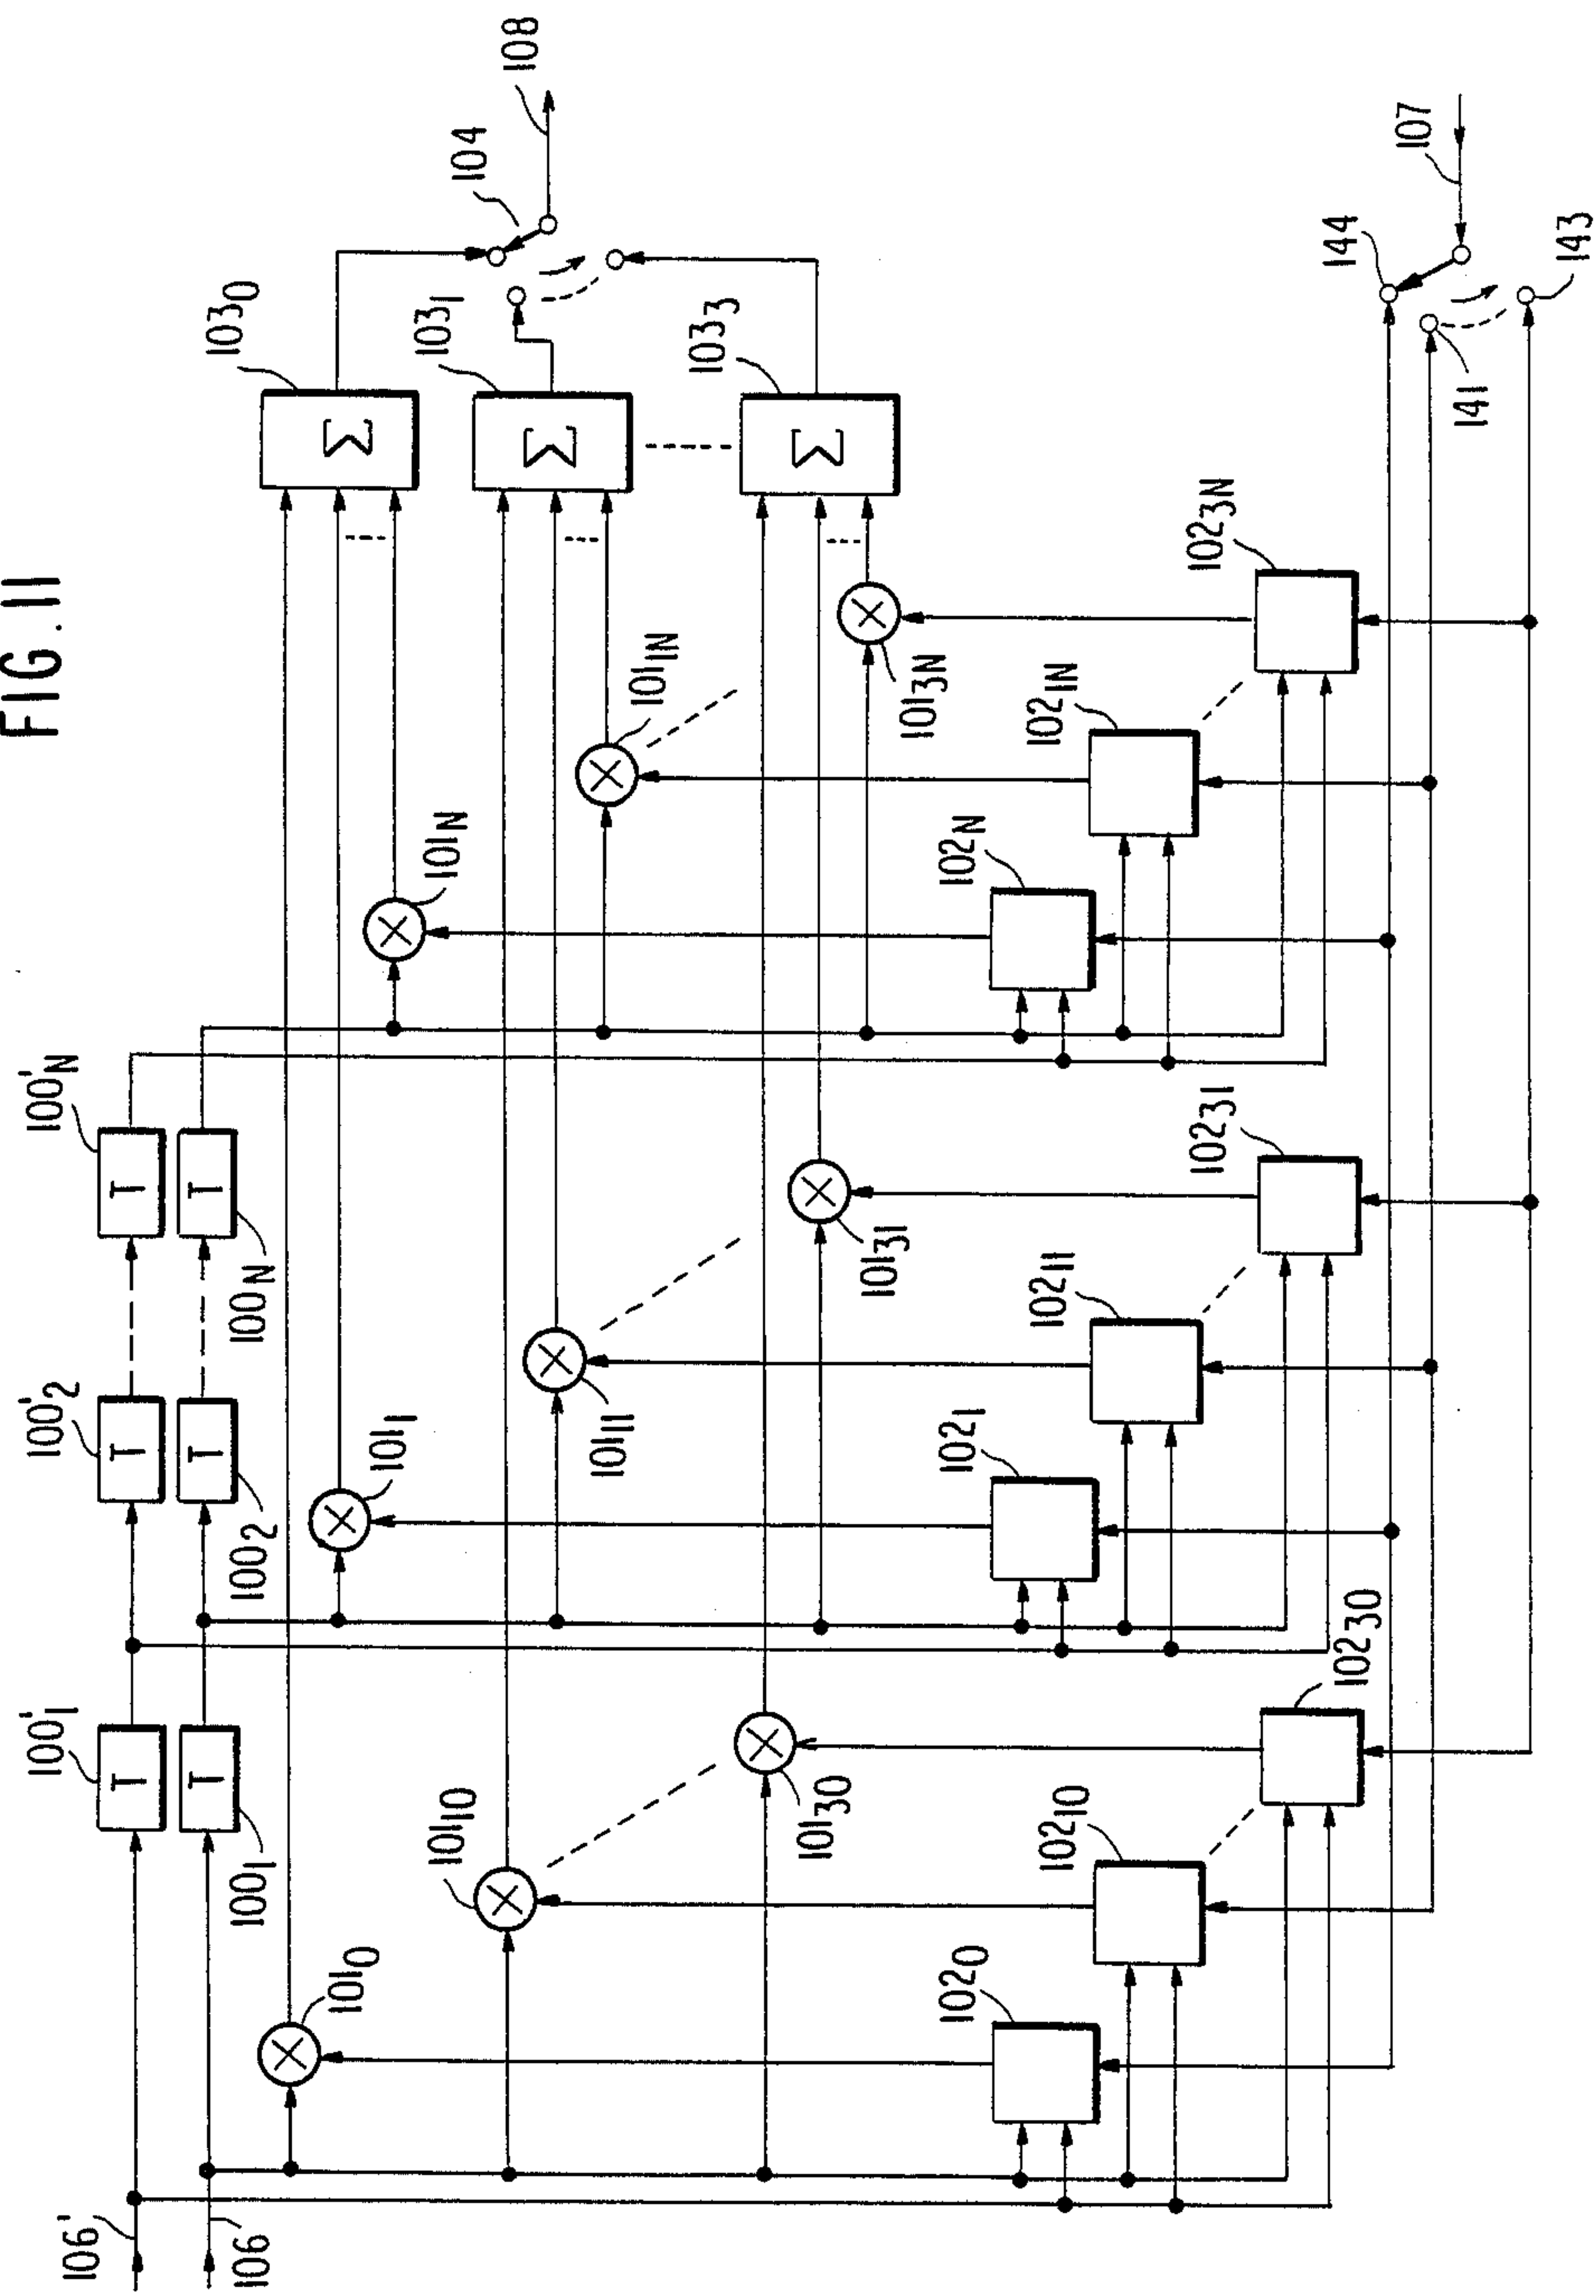 FIG. 11
106'
106
100'₁
100'₂
100'N
T
T
T
100₁
100₂
100N
T
T
T
101₀
101₁
101N
101₁₀
101₁₁
101₁N
101₃₀
101₃₁
101₃N
103₀
Σ
103₁
Σ
103₃
Σ
104
108
102₀
102₁
102N
102₁₀
102₁₁
102₁N
102₃₀
102₃₁
102₃N
144
107
141
143